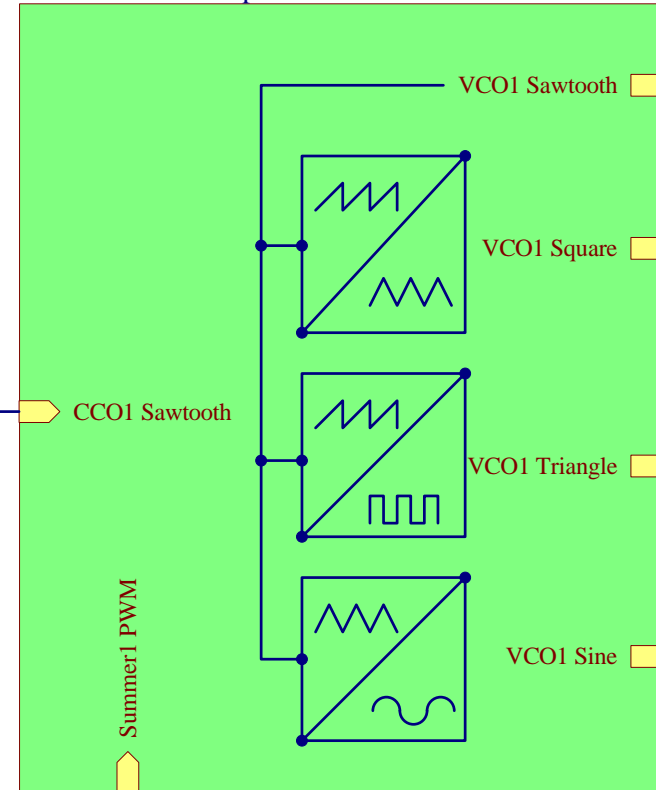 VCO1 Sawtooth
VCO1 Square
CCO1 Sawtooth
VCO1 Triangle
Summer1 PWM
VCO1 Sine